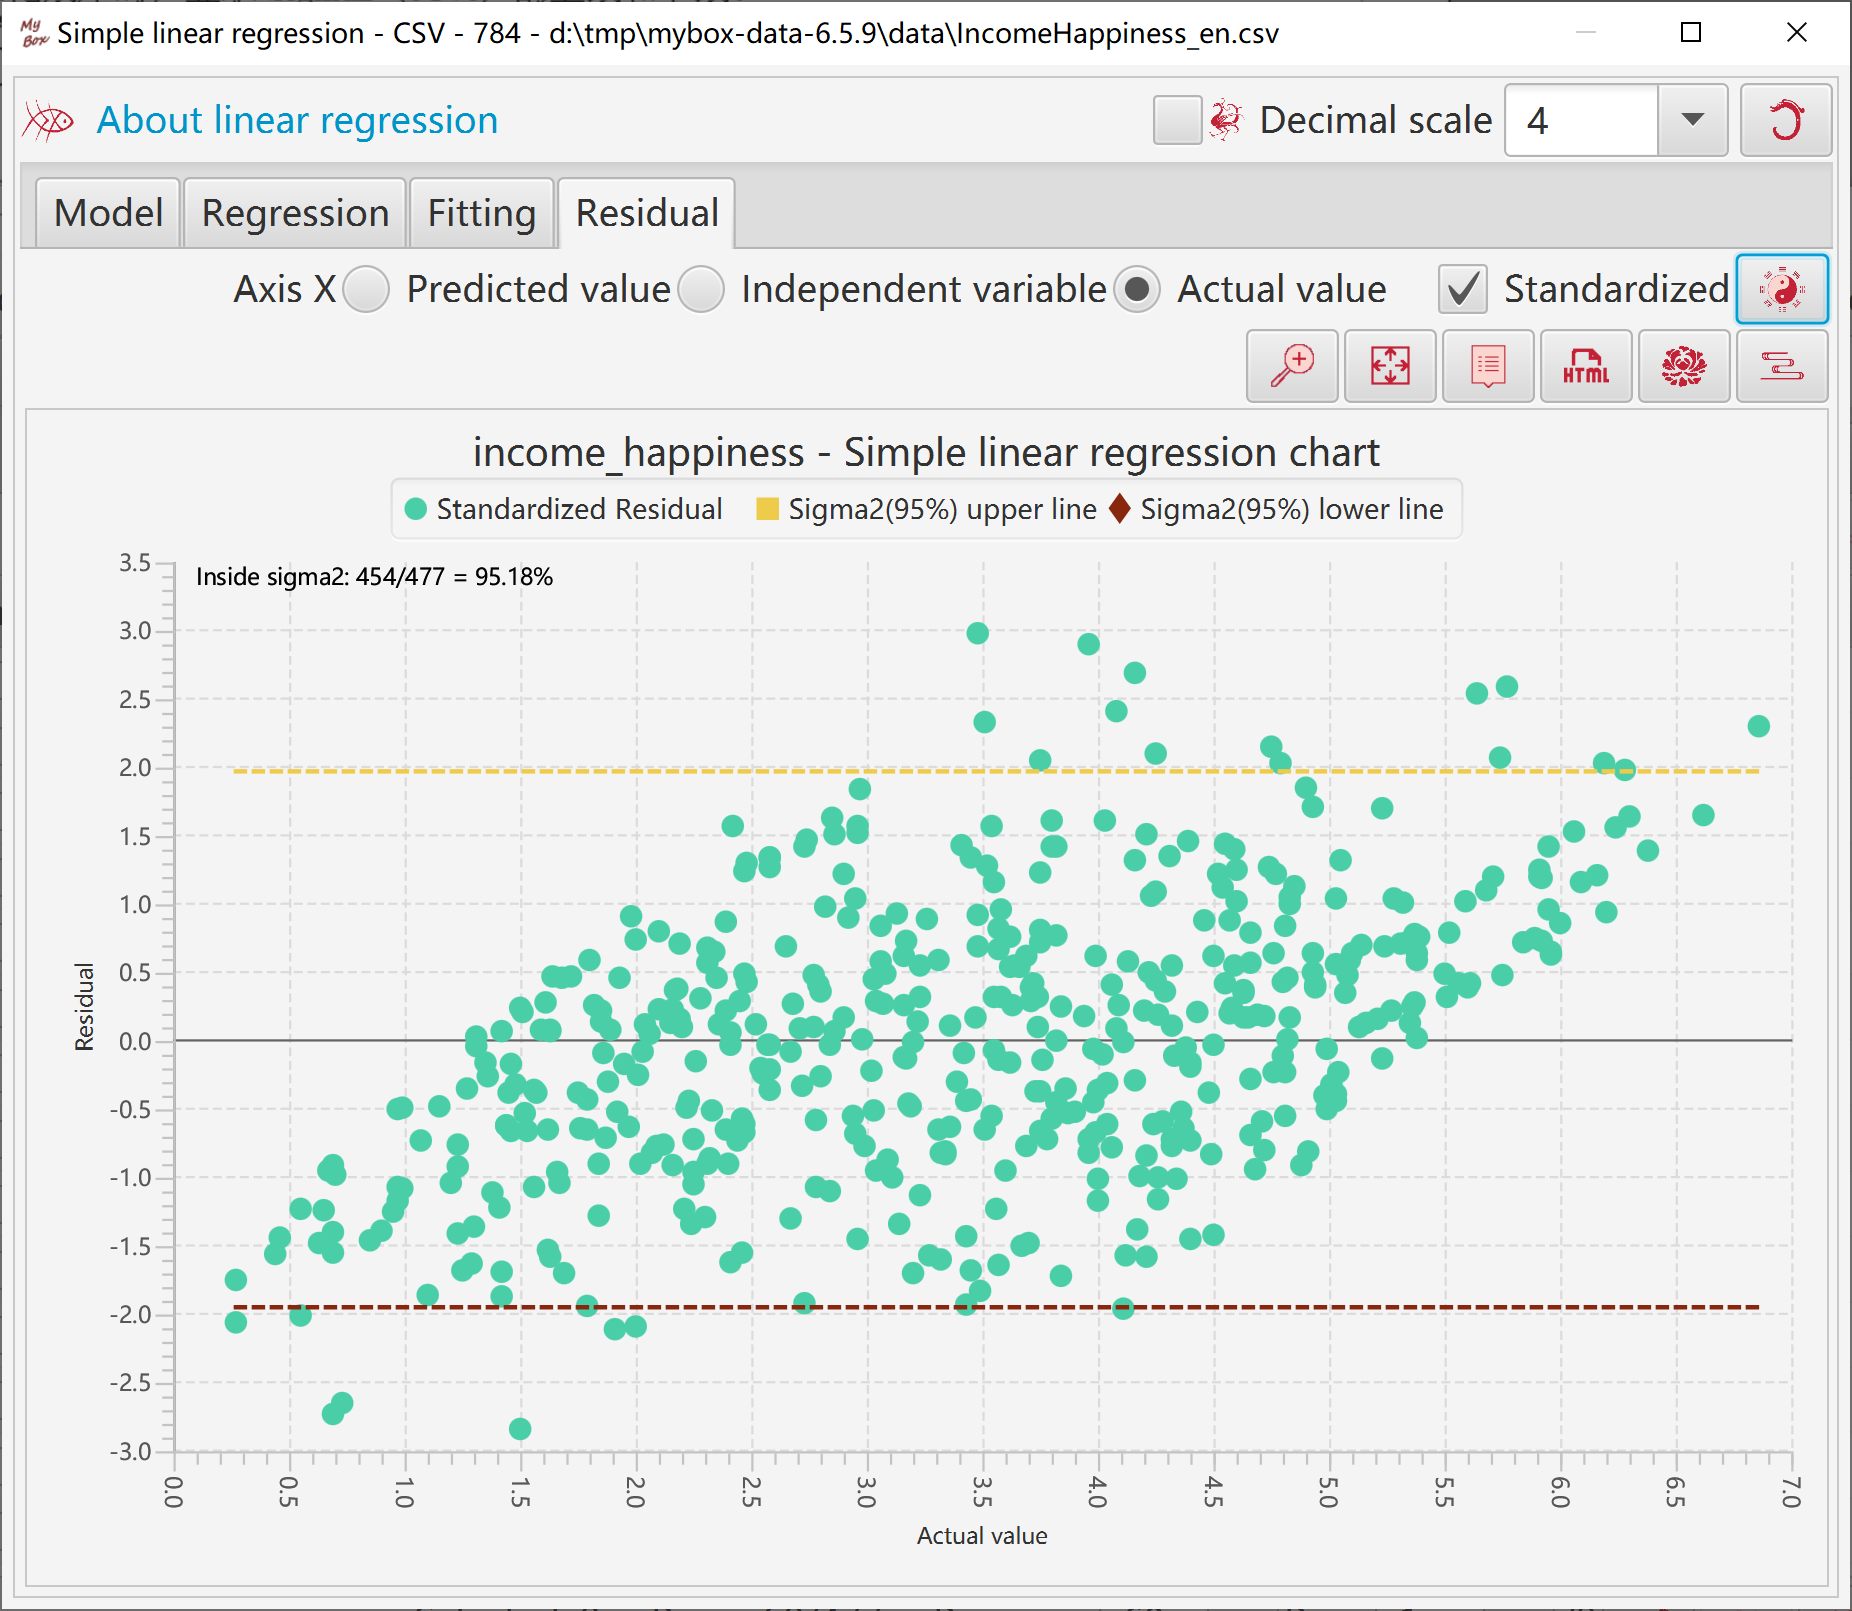 My Box Simple linear regression - CSV - 784 - d:\tmp\mybox-data-6.5.9\data\IncomeHappiness_en.csv
About linear regression Decimal scale 4
Model Regression Fitting Residual
Axis X Predicted value Independent variable Actual value Standardized
HTML
income_happiness - Simple linear regression chart
Standardized Residual Sigma2(95%) upper line Sigma2(95%) lower line
Inside sigma2: 454/477 = 95.18%
3.5
3.0
2.5
2.0
1.5
1.0
0.5
0.0
-0.5
-1.0
-1.5
-2.0
-2.5
-3.0
Residual
0.0 0.5 1.0 1.5 2.0 2.5 3.0 3.5 4.0 4.5 5.0 5.5 6.0 6.5 7.0
Actual value